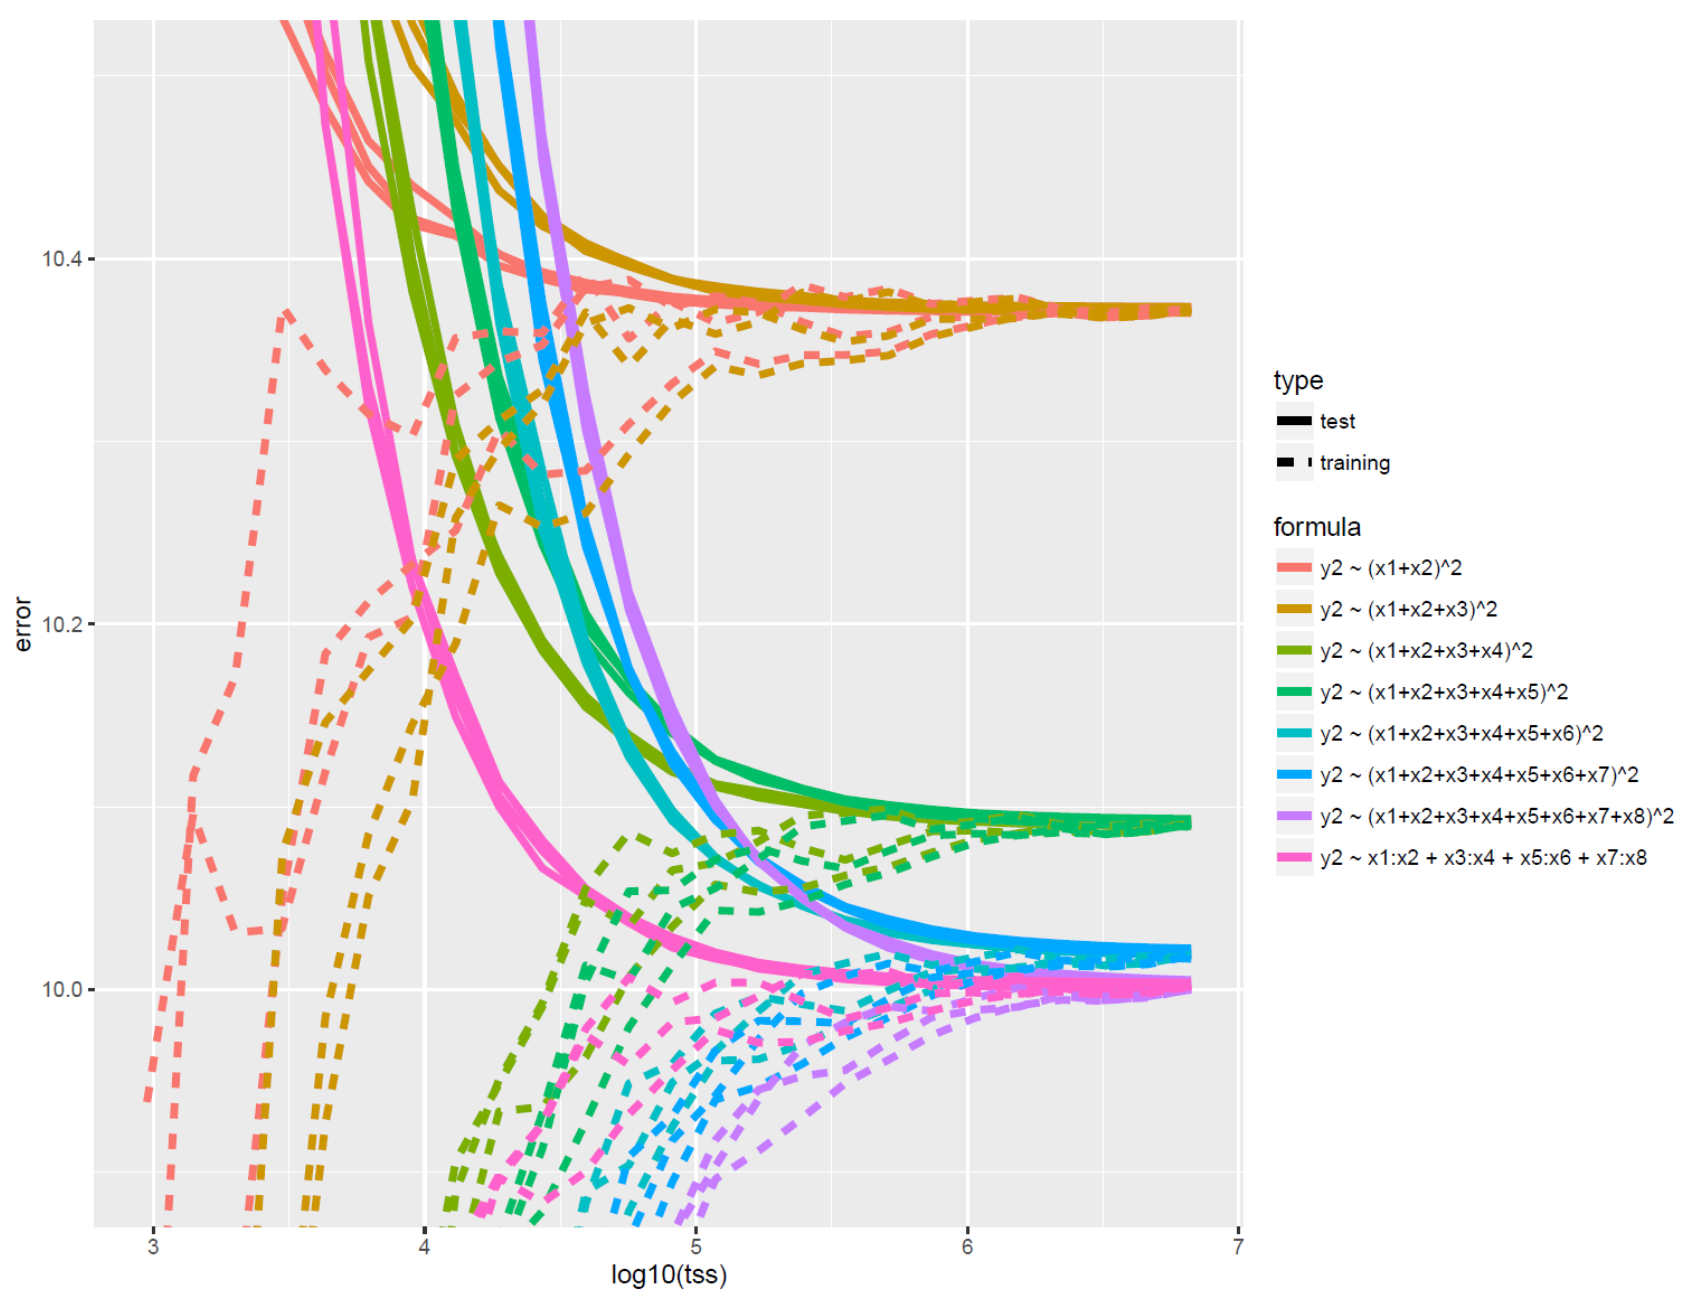 error
10.4
10.2
10.0
3 4 5 6 7
log10(tss)
type
test
training
formula
y2 ~ (x1+x2)^2
y2 ~ (x1+x2+x3)^2
y2 ~ (x1+x2+x3+x4)^2
y2 ~ (x1+x2+x3+x4+x5)^2
y2 ~ (x1+x2+x3+x4+x5+x6)^2
y2 ~ (x1+x2+x3+x4+x5+x6+x7)^2
y2 ~ (x1+x2+x3+x4+x5+x6+x7+x8)^2
y2 ~ x1:x2 + x3:x4 + x5:x6 + x7:x8